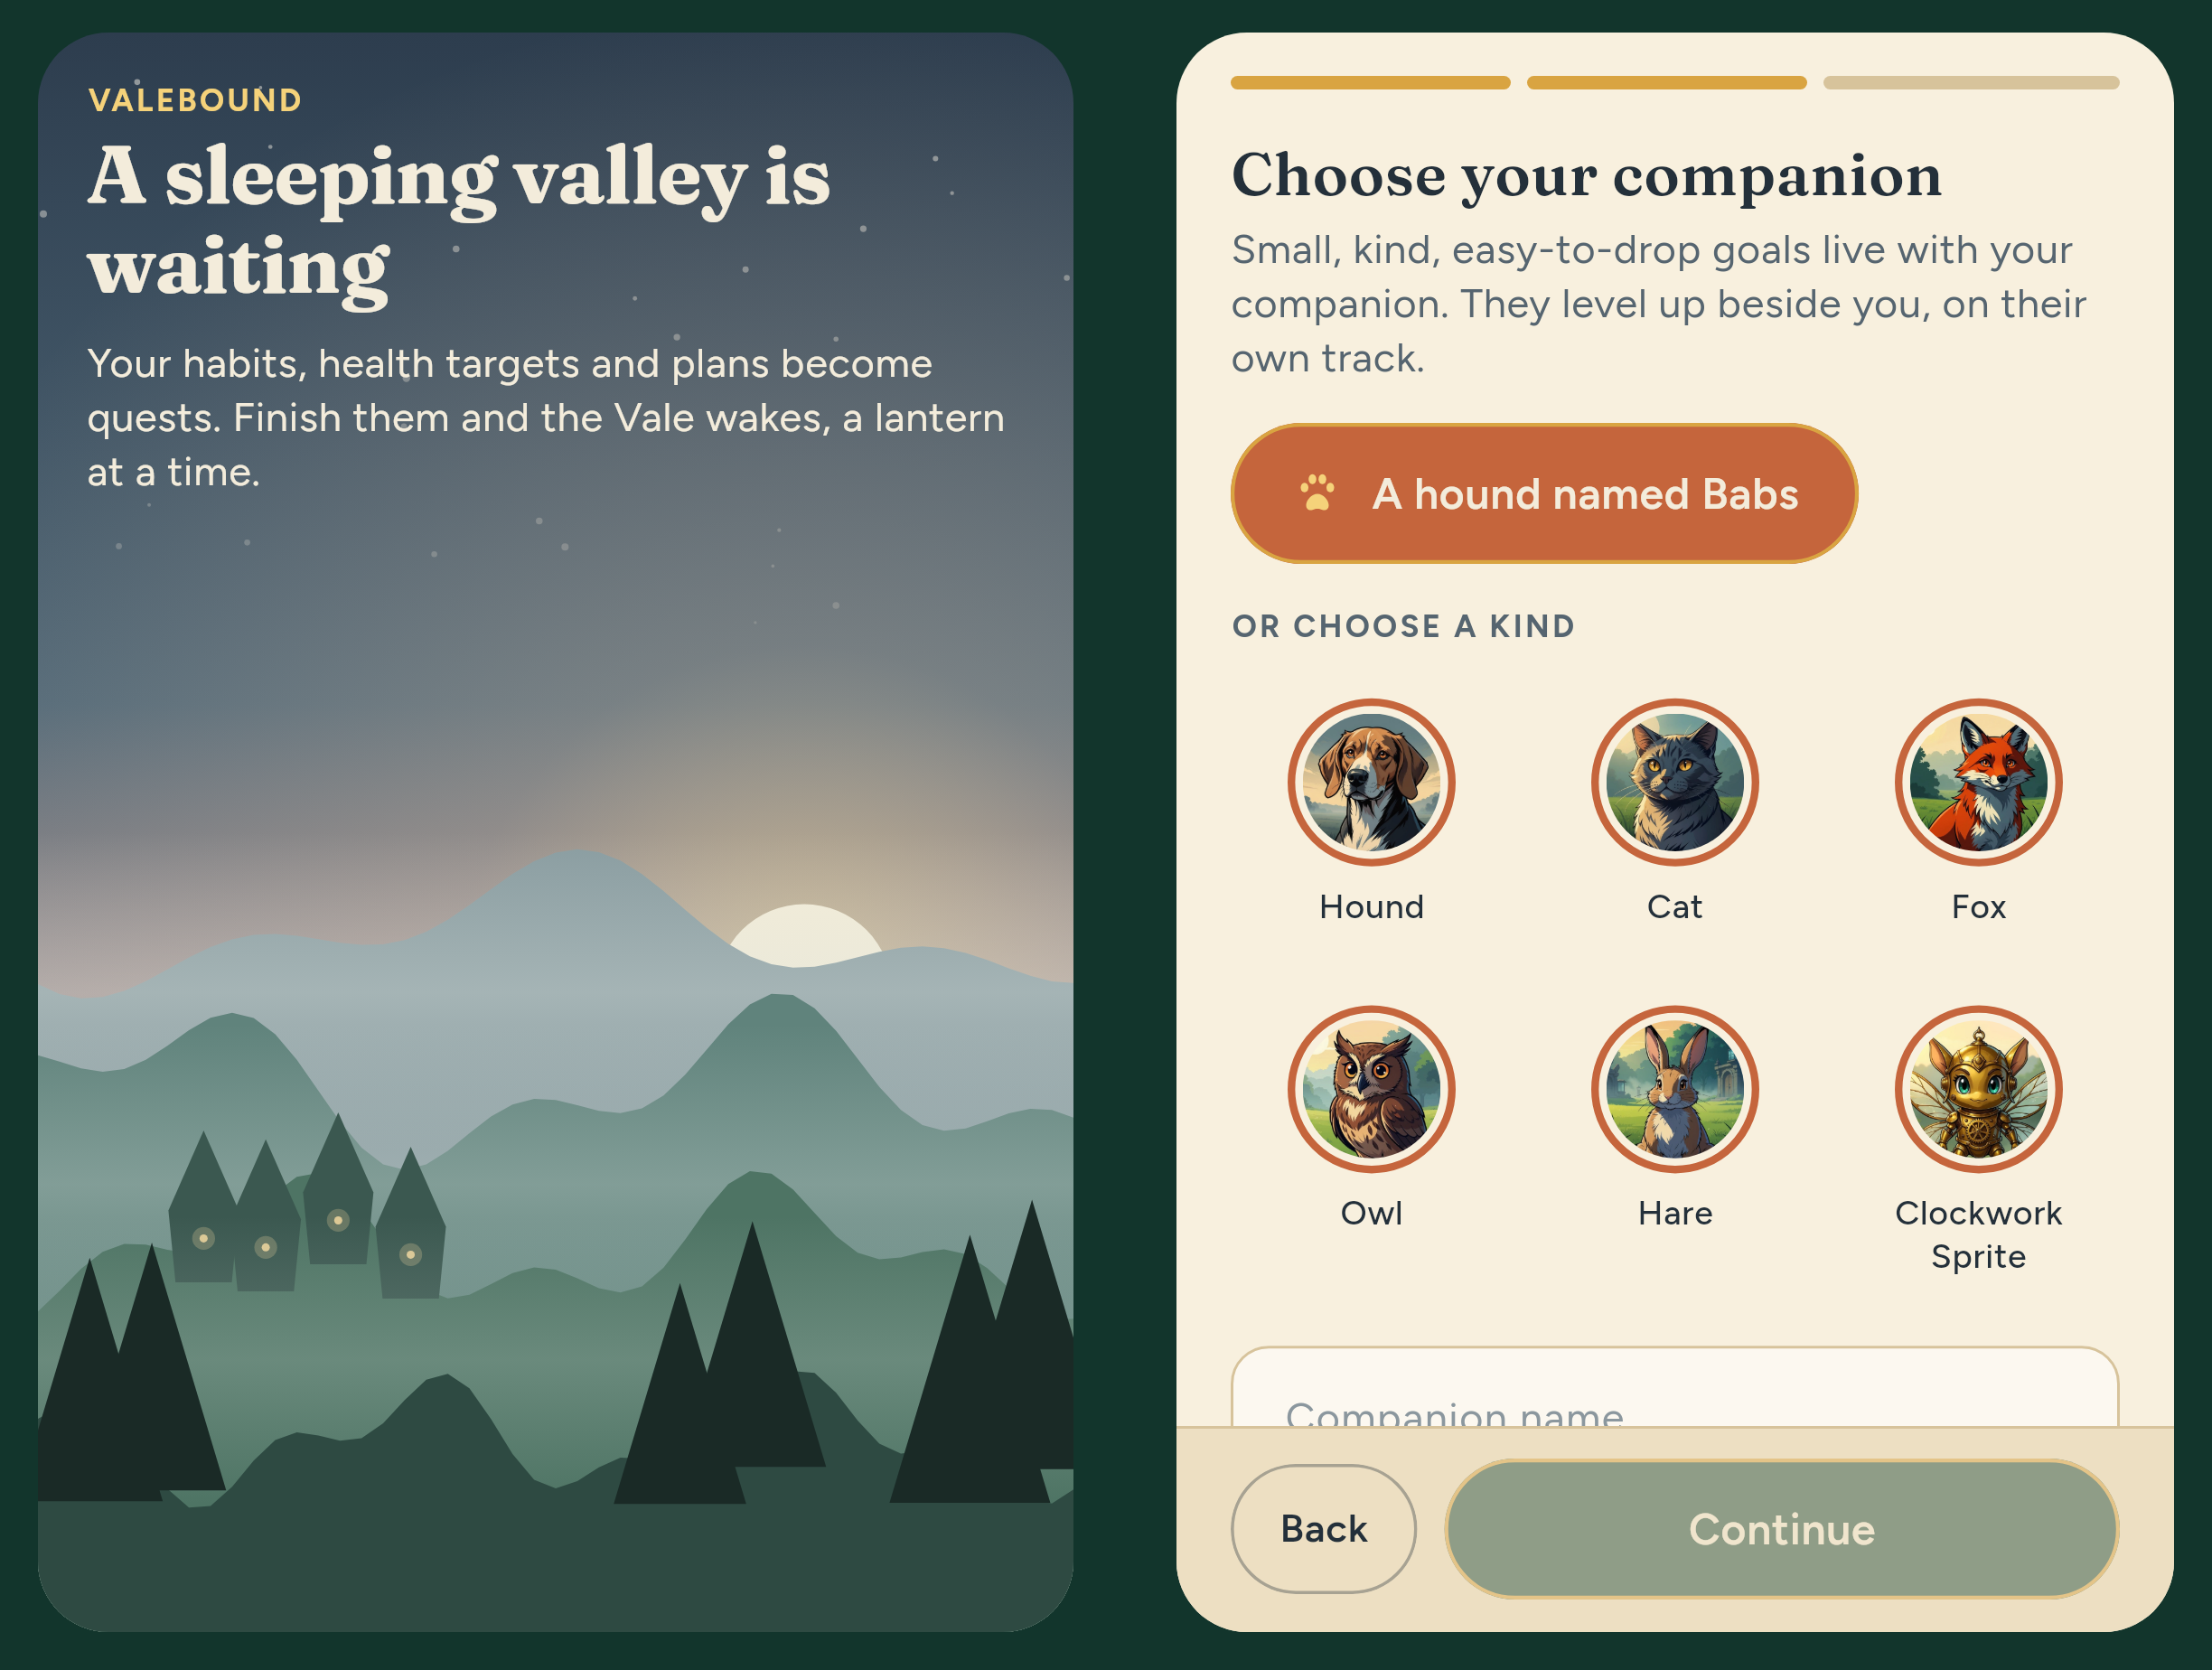 VALEBOUND
A sleeping valley is
waiting
Your habits, health targets and plans become
quests. Finish them and the Vale wakes, a lantern
at a time.
Choose your companion
Small, kind, easy-to-drop goals live with your
companion. They level up beside you, on their
own track.
A hound named Babs
OR CHOOSE A KIND
Hound
Cat
Fox
Owl
Hare
Clockwork
Sprite
Companion name
Back
Continue